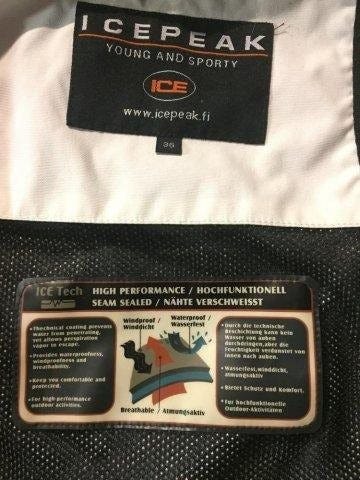 ICEPEAK
YOUNG AND SPORTY
ICE
www.icepeak.fi
36
ICE Tech
HIGH PERFORMANCE / HOCHFUNKTIONELL
SEAM SEALED / NÄHTE VERSCHWEISST
•Thechnical coating prevents
water from penetrating,
yet allows perspiration
vapour to escape.
•Provides waterproofness,
windproofness and
breathability.
•Keep you comfortable and
protected.
•For high-performance
outdoor activities.
Windproof/
Winddicht
Waterproof/
Wasserfest
Breathable/Atmungsaktiv
•Durch die technische
Beschichtung kann kein
Wasser von außen
durchdringen,aber die
Feuchtigkeit verdunstet von
innen nach außen.
•Wasserfest,winddicht,
atmungsaktiv
•Bietet Schutz und Komfort.
•Für hochfunktionelle
Outdoor-Aktivitäten